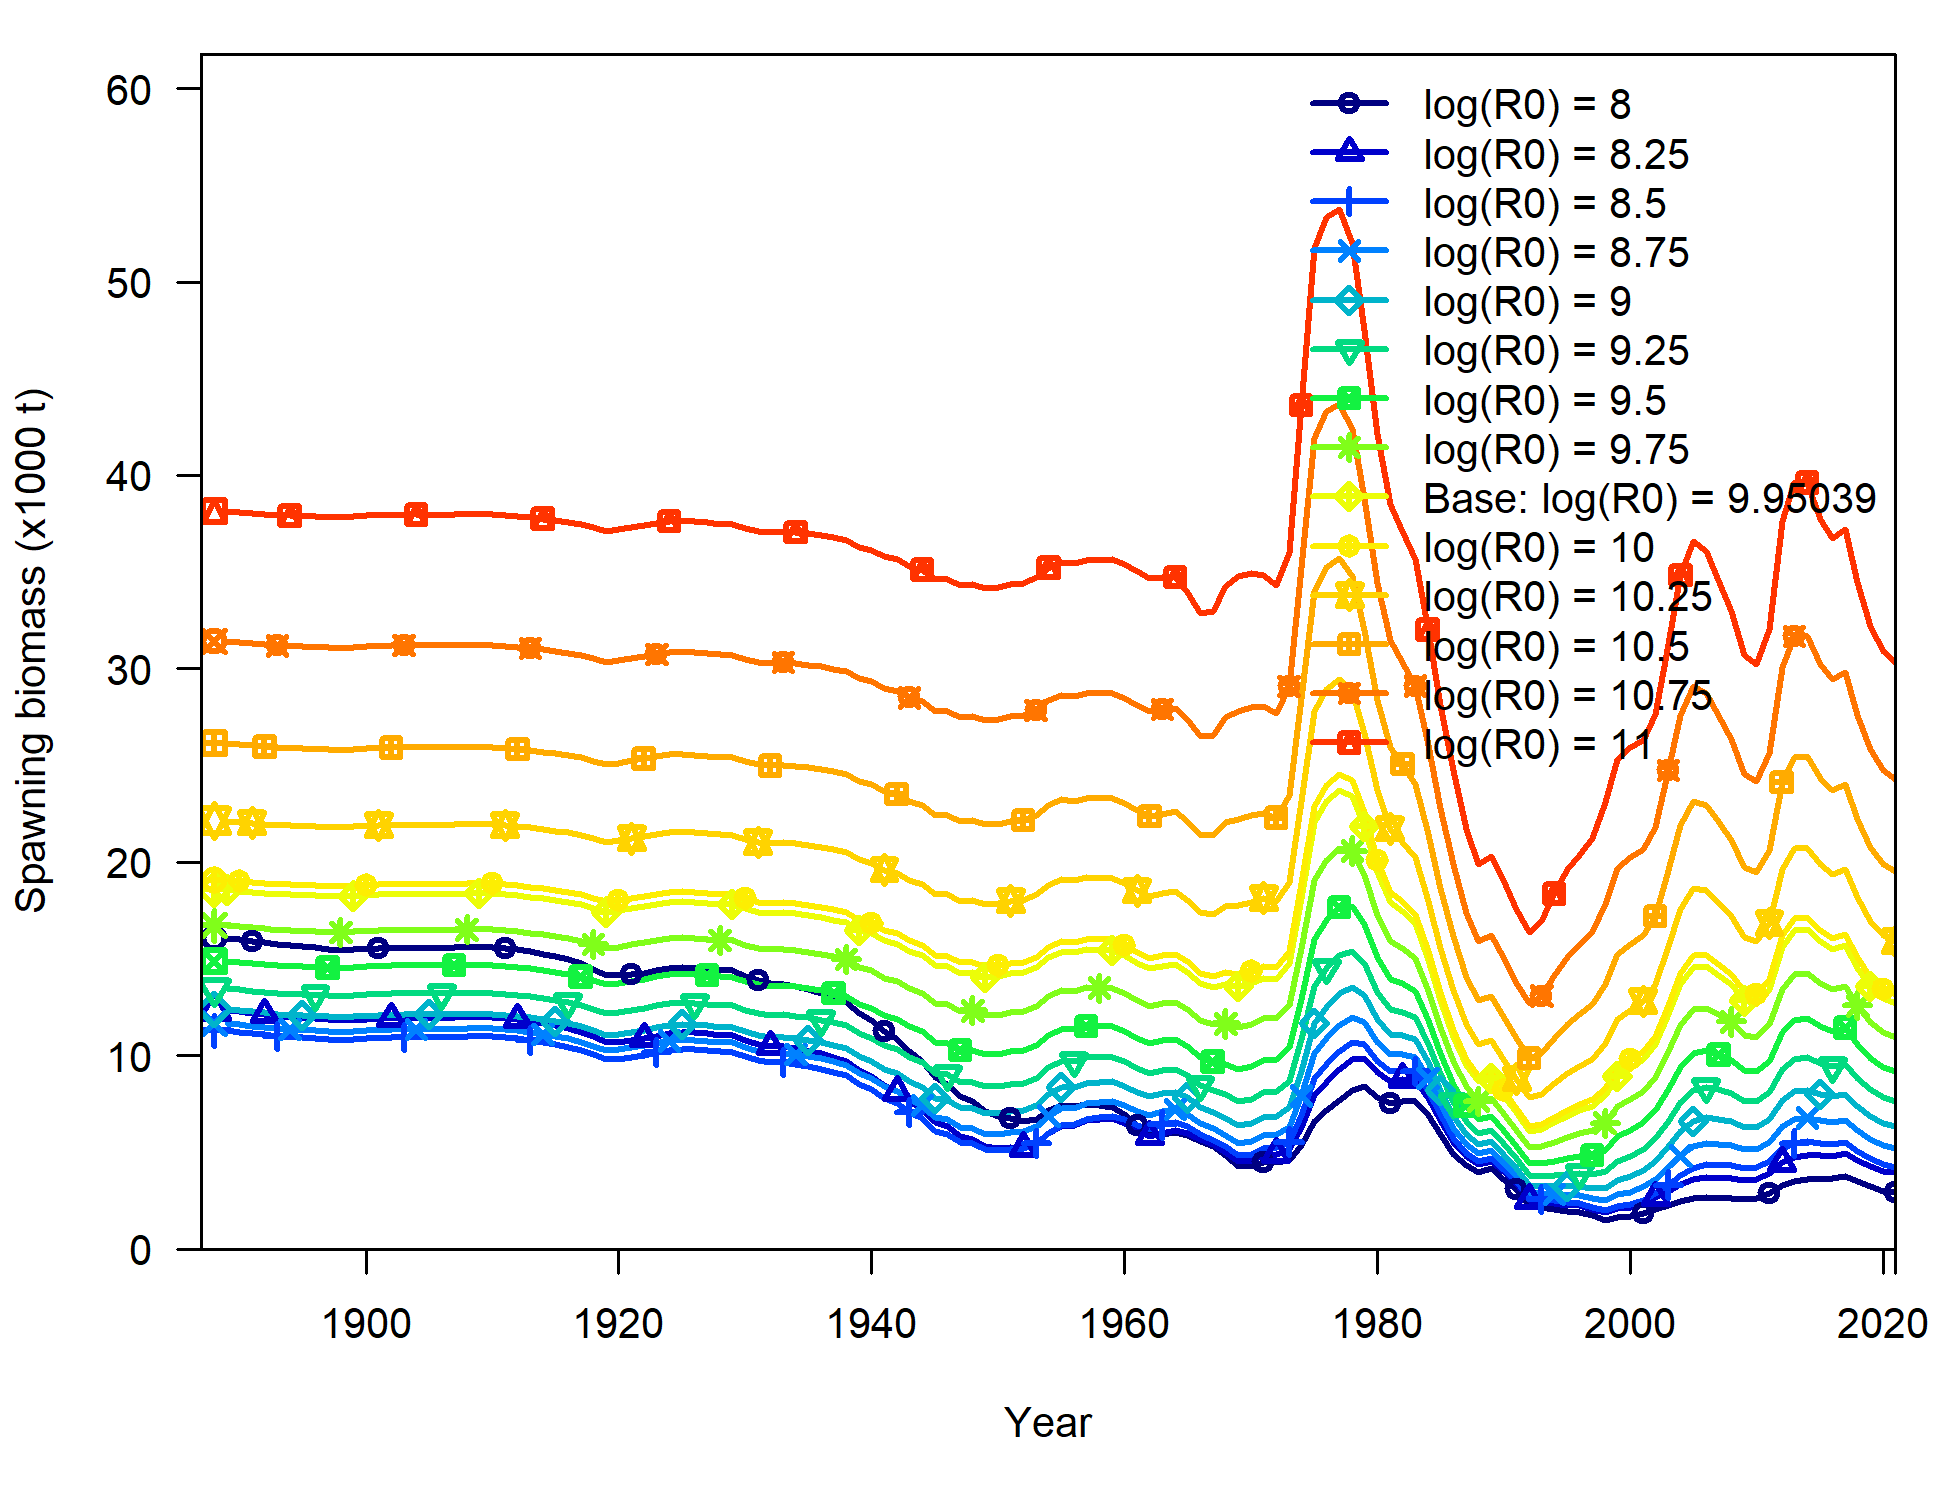 60
50
40
30
20
10
0
Spawning biomass (x1000 t)
log(R0) = 8
log(R0) = 8.25
log(R0) = 8.5
log(R0) = 8.75
log(R0) = 9
log(R0) = 9.25
log(R0) = 9.5
log(R0) = 9.75
Base: log(R0) = 9.95039
log(R0) = 10
log(R0) = 10.25
log(R0) = 10.5
log(R0) = 10.75
log(R0) = 11
1900 1920 1940 1960 1980 2000 2020
Year